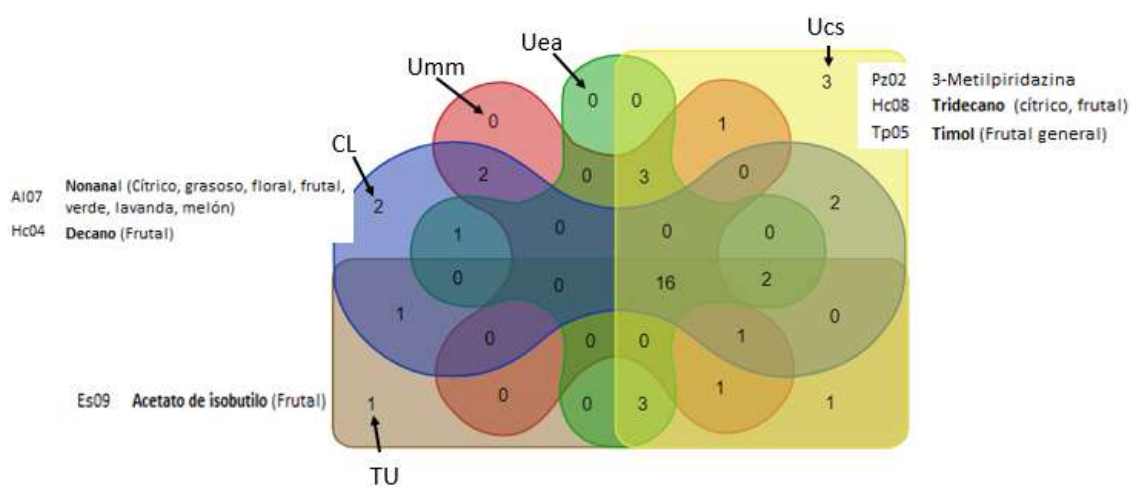 Ucs
Uea
Umm
3
Pz02 3-Metilpiridazina
Hc08 Tridecano (cítrico, frutal)
Tp05 Timol (Frutal general)
0 0
0 1
CL
2 0 3 0
Al07 Nonanal (Cítrico, grasoso, floral, frutal, verde, lavanda, melón)
2 2
Hc04 Decano (Frutal)
1 0 0 0
0 0 16 2
1 0
0 0 0 1
Es09 Acetato de isobutilo (Frutal)
1 0 0 3 1 1
TU